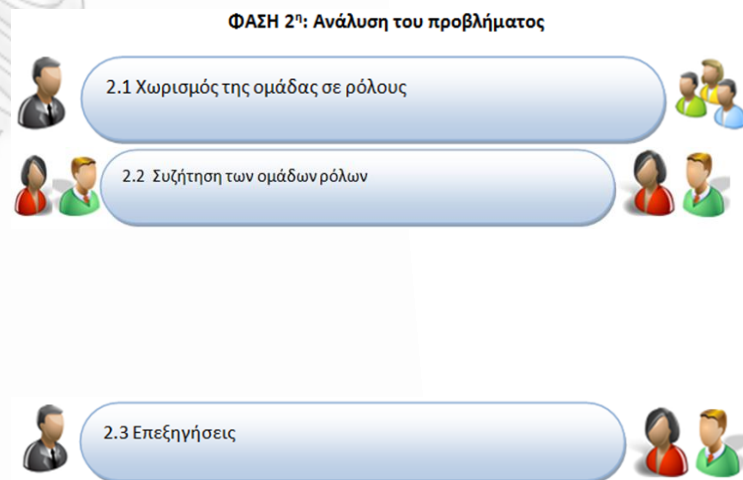 ΦΑΣΗ 2η: Ανάλυση του προβλήματος
2.1 Χωρισμός της ομάδας σε ρόλους
2.2 Συζήτηση των ομάδων ρόλων
2.3 Επεξηγήσεις